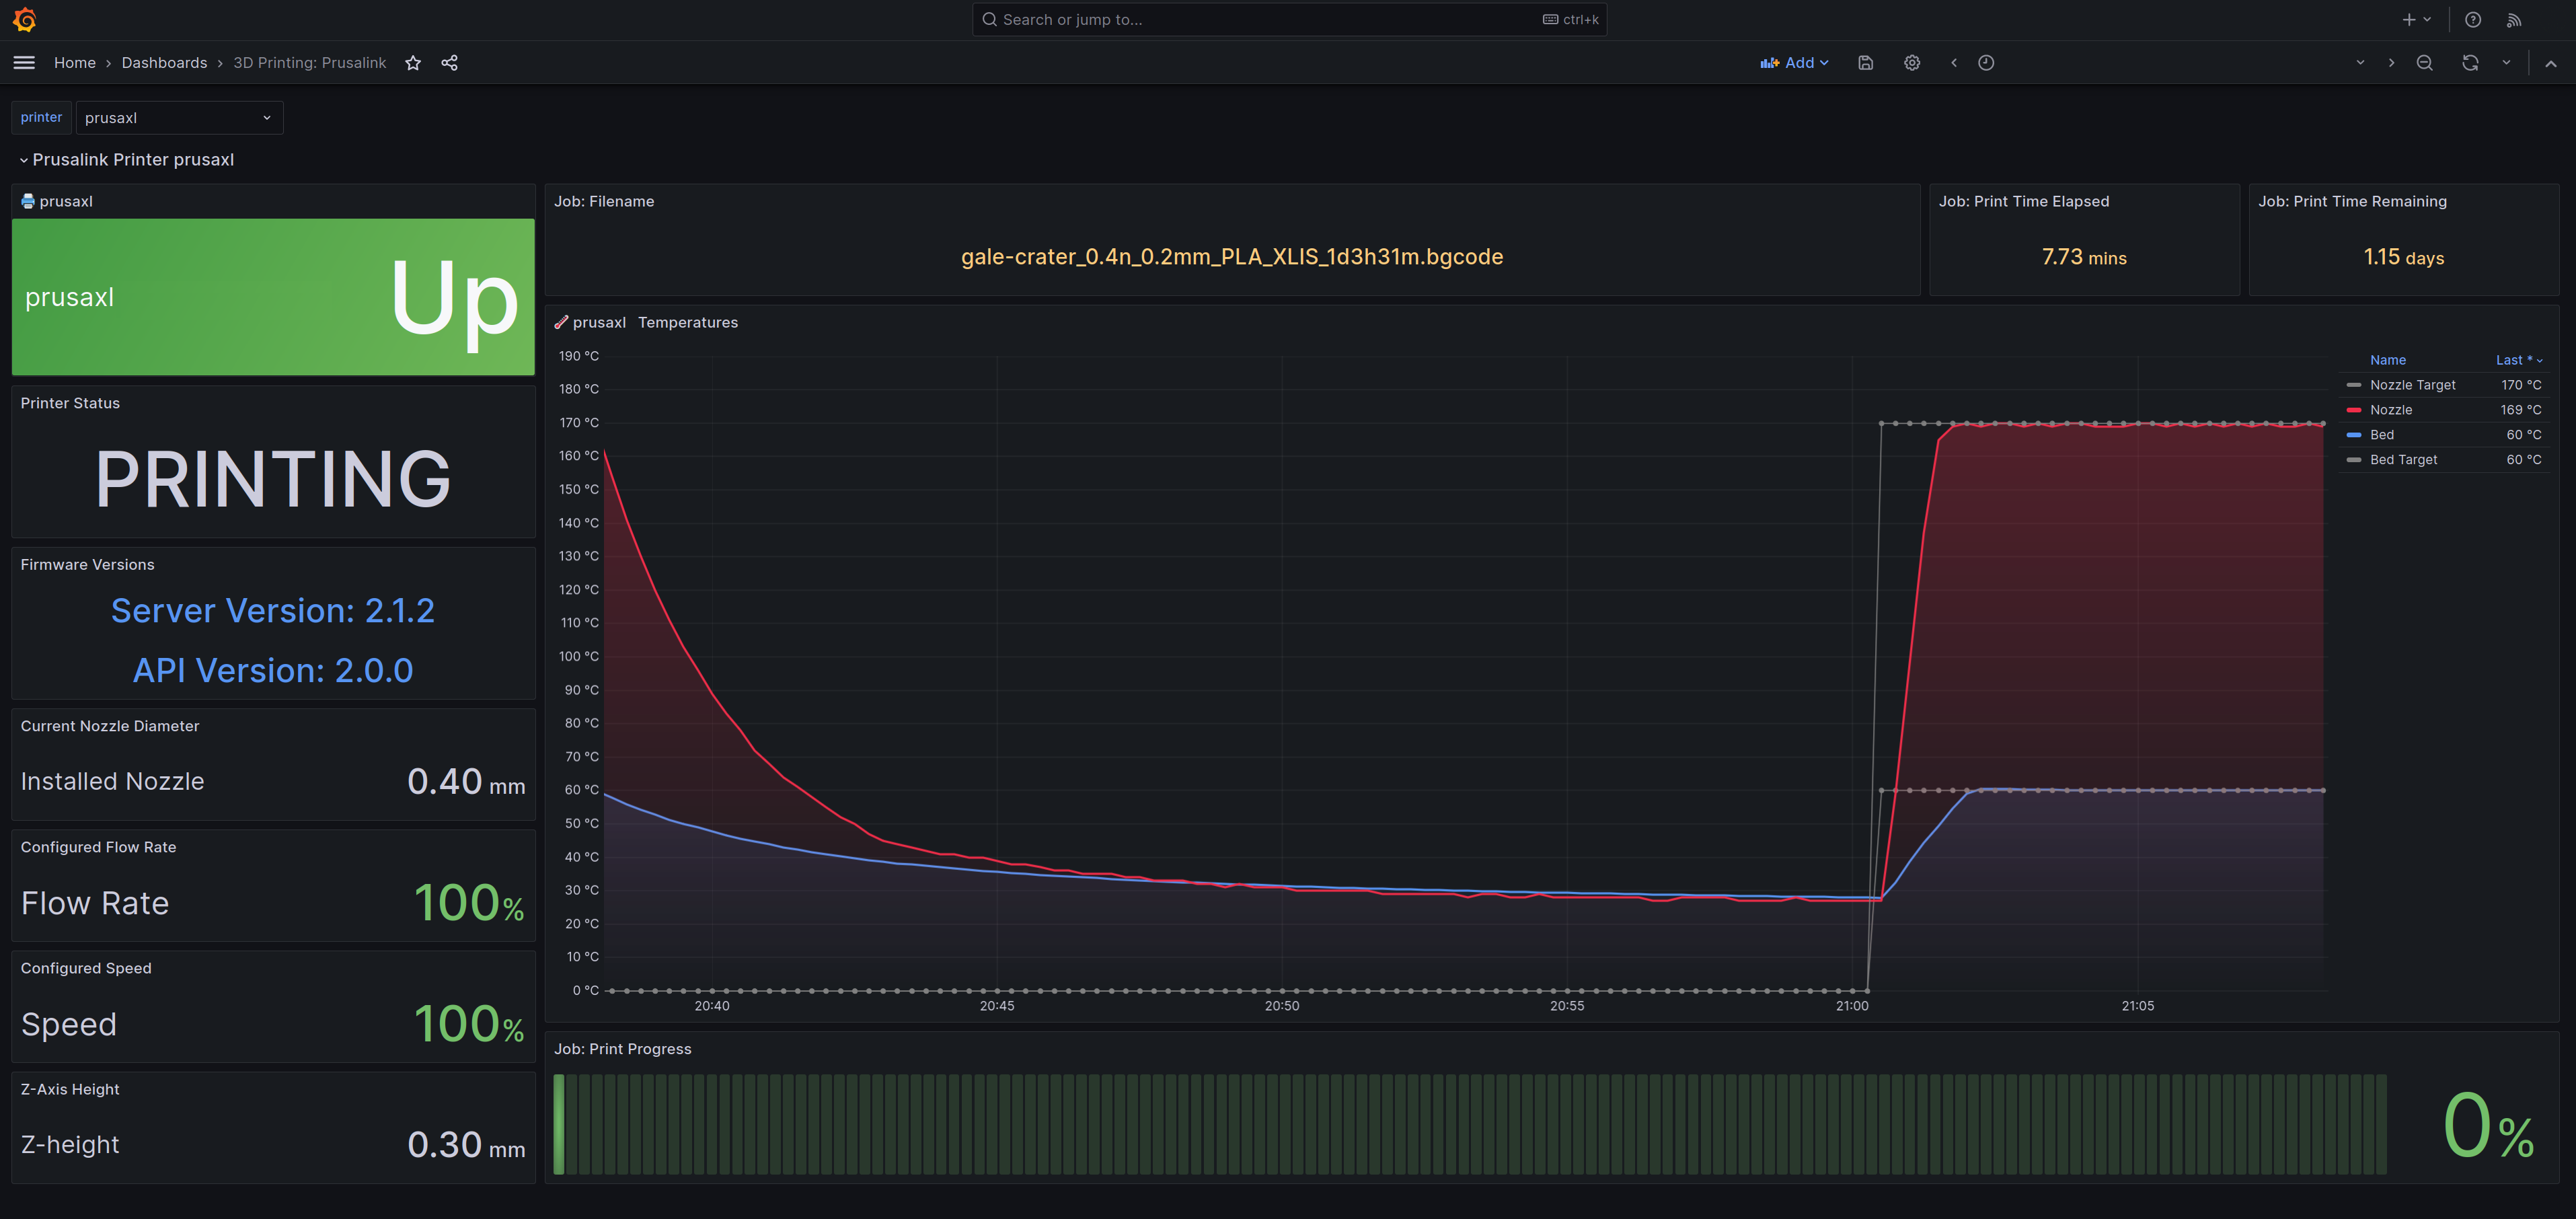 Search or jump to...
ctrl+k
Home › Dashboards › 3D Printing: Prusalink
Add
printer
prusaxl
Prusalink Printer prusaxl
prusaxl
prusaxl
Up
Printer Status
PRINTING
Firmware Versions
Server Version: 2.1.2
API Version: 2.0.0
Current Nozzle Diameter
Installed Nozzle
0.40 mm
Configured Flow Rate
Flow Rate
100%
Configured Speed
Speed
100%
Z-Axis Height
Z-height
0.30 mm
Job: Filename
gale-crater_0.4n_0.2mm_PLA_XLIS_1d3h31m.bgcode
Job: Print Time Elapsed
7.73 mins
Job: Print Time Remaining
1.15 days
prusaxl Temperatures
190 °C
180 °C
170 °C
160 °C
150 °C
140 °C
130 °C
120 °C
110 °C
100 °C
90 °C
80 °C
70 °C
60 °C
50 °C
40 °C
30 °C
20 °C
10 °C
0 °C
20:40
20:45
20:50
20:55
21:00
21:05
Name Last *
Nozzle Target 170 °C
Nozzle 169 °C
Bed 60 °C
Bed Target 60 °C
Job: Print Progress
0%